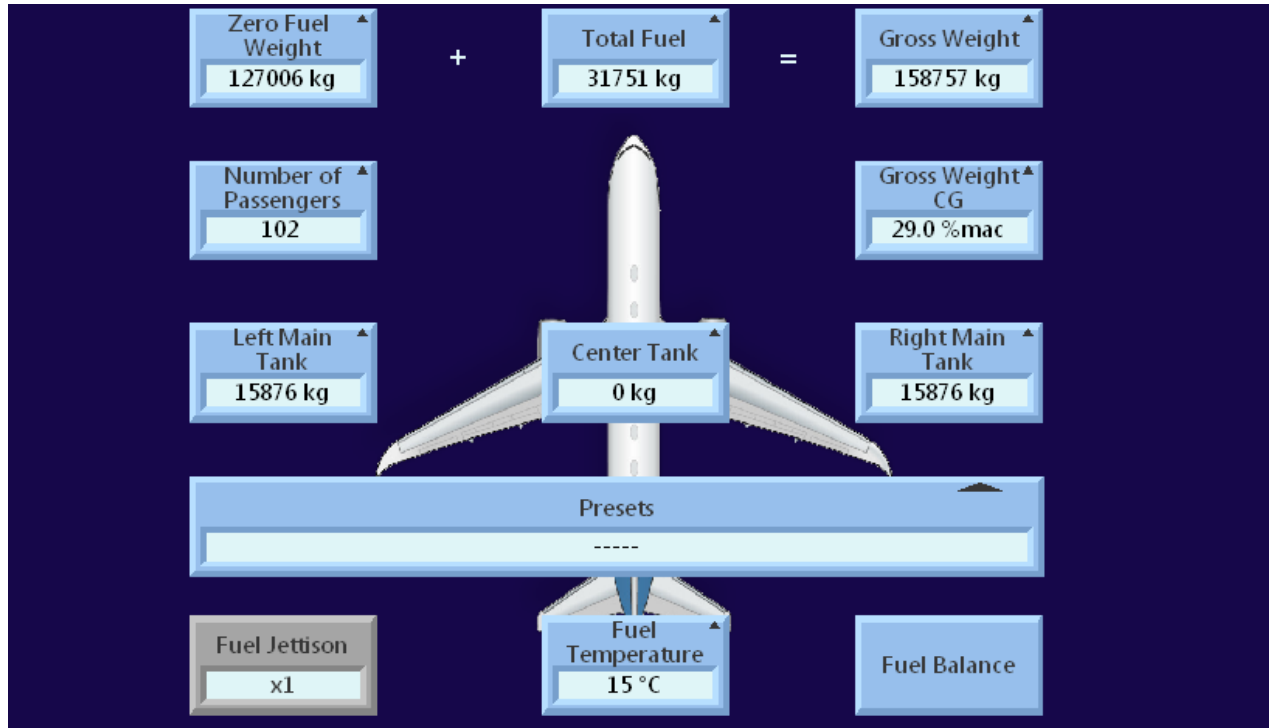 Zero Fuel
Weight
127006 kg
+
Total Fuel
31751 kg
=
Gross Weight
158757 kg
Number of
Passengers
102
Gross Weight
CG
29.0 %mac
Left Main
Tank
15876 kg
Center Tank
0 kg
Right Main
Tank
15876 kg
Presets
-----
Fuel Jettison
x1
Fuel
Temperature
15 °C
Fuel Balance